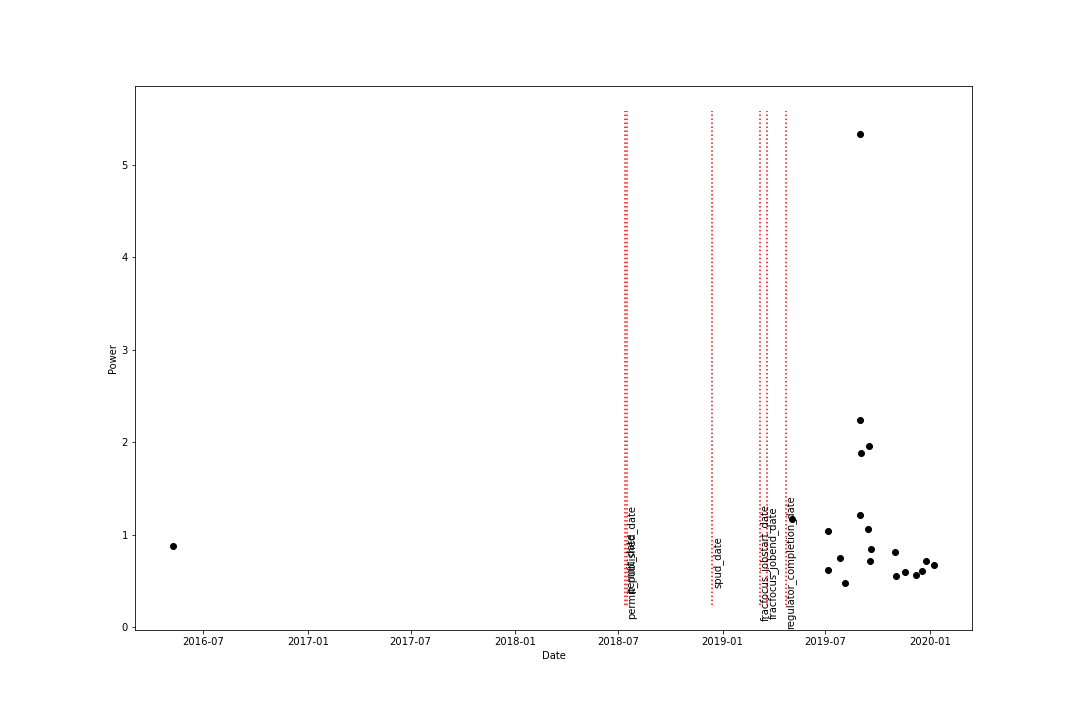 5
4
3
2
1
0
Power
permit_published_date
spud_date
fracfocus_jobstart_date
fracfocus_jobend_date
regulator_completion_date
2016-07
2017-01
2017-07
2018-01
2018-07
2019-01
2019-07
2020-01
Date